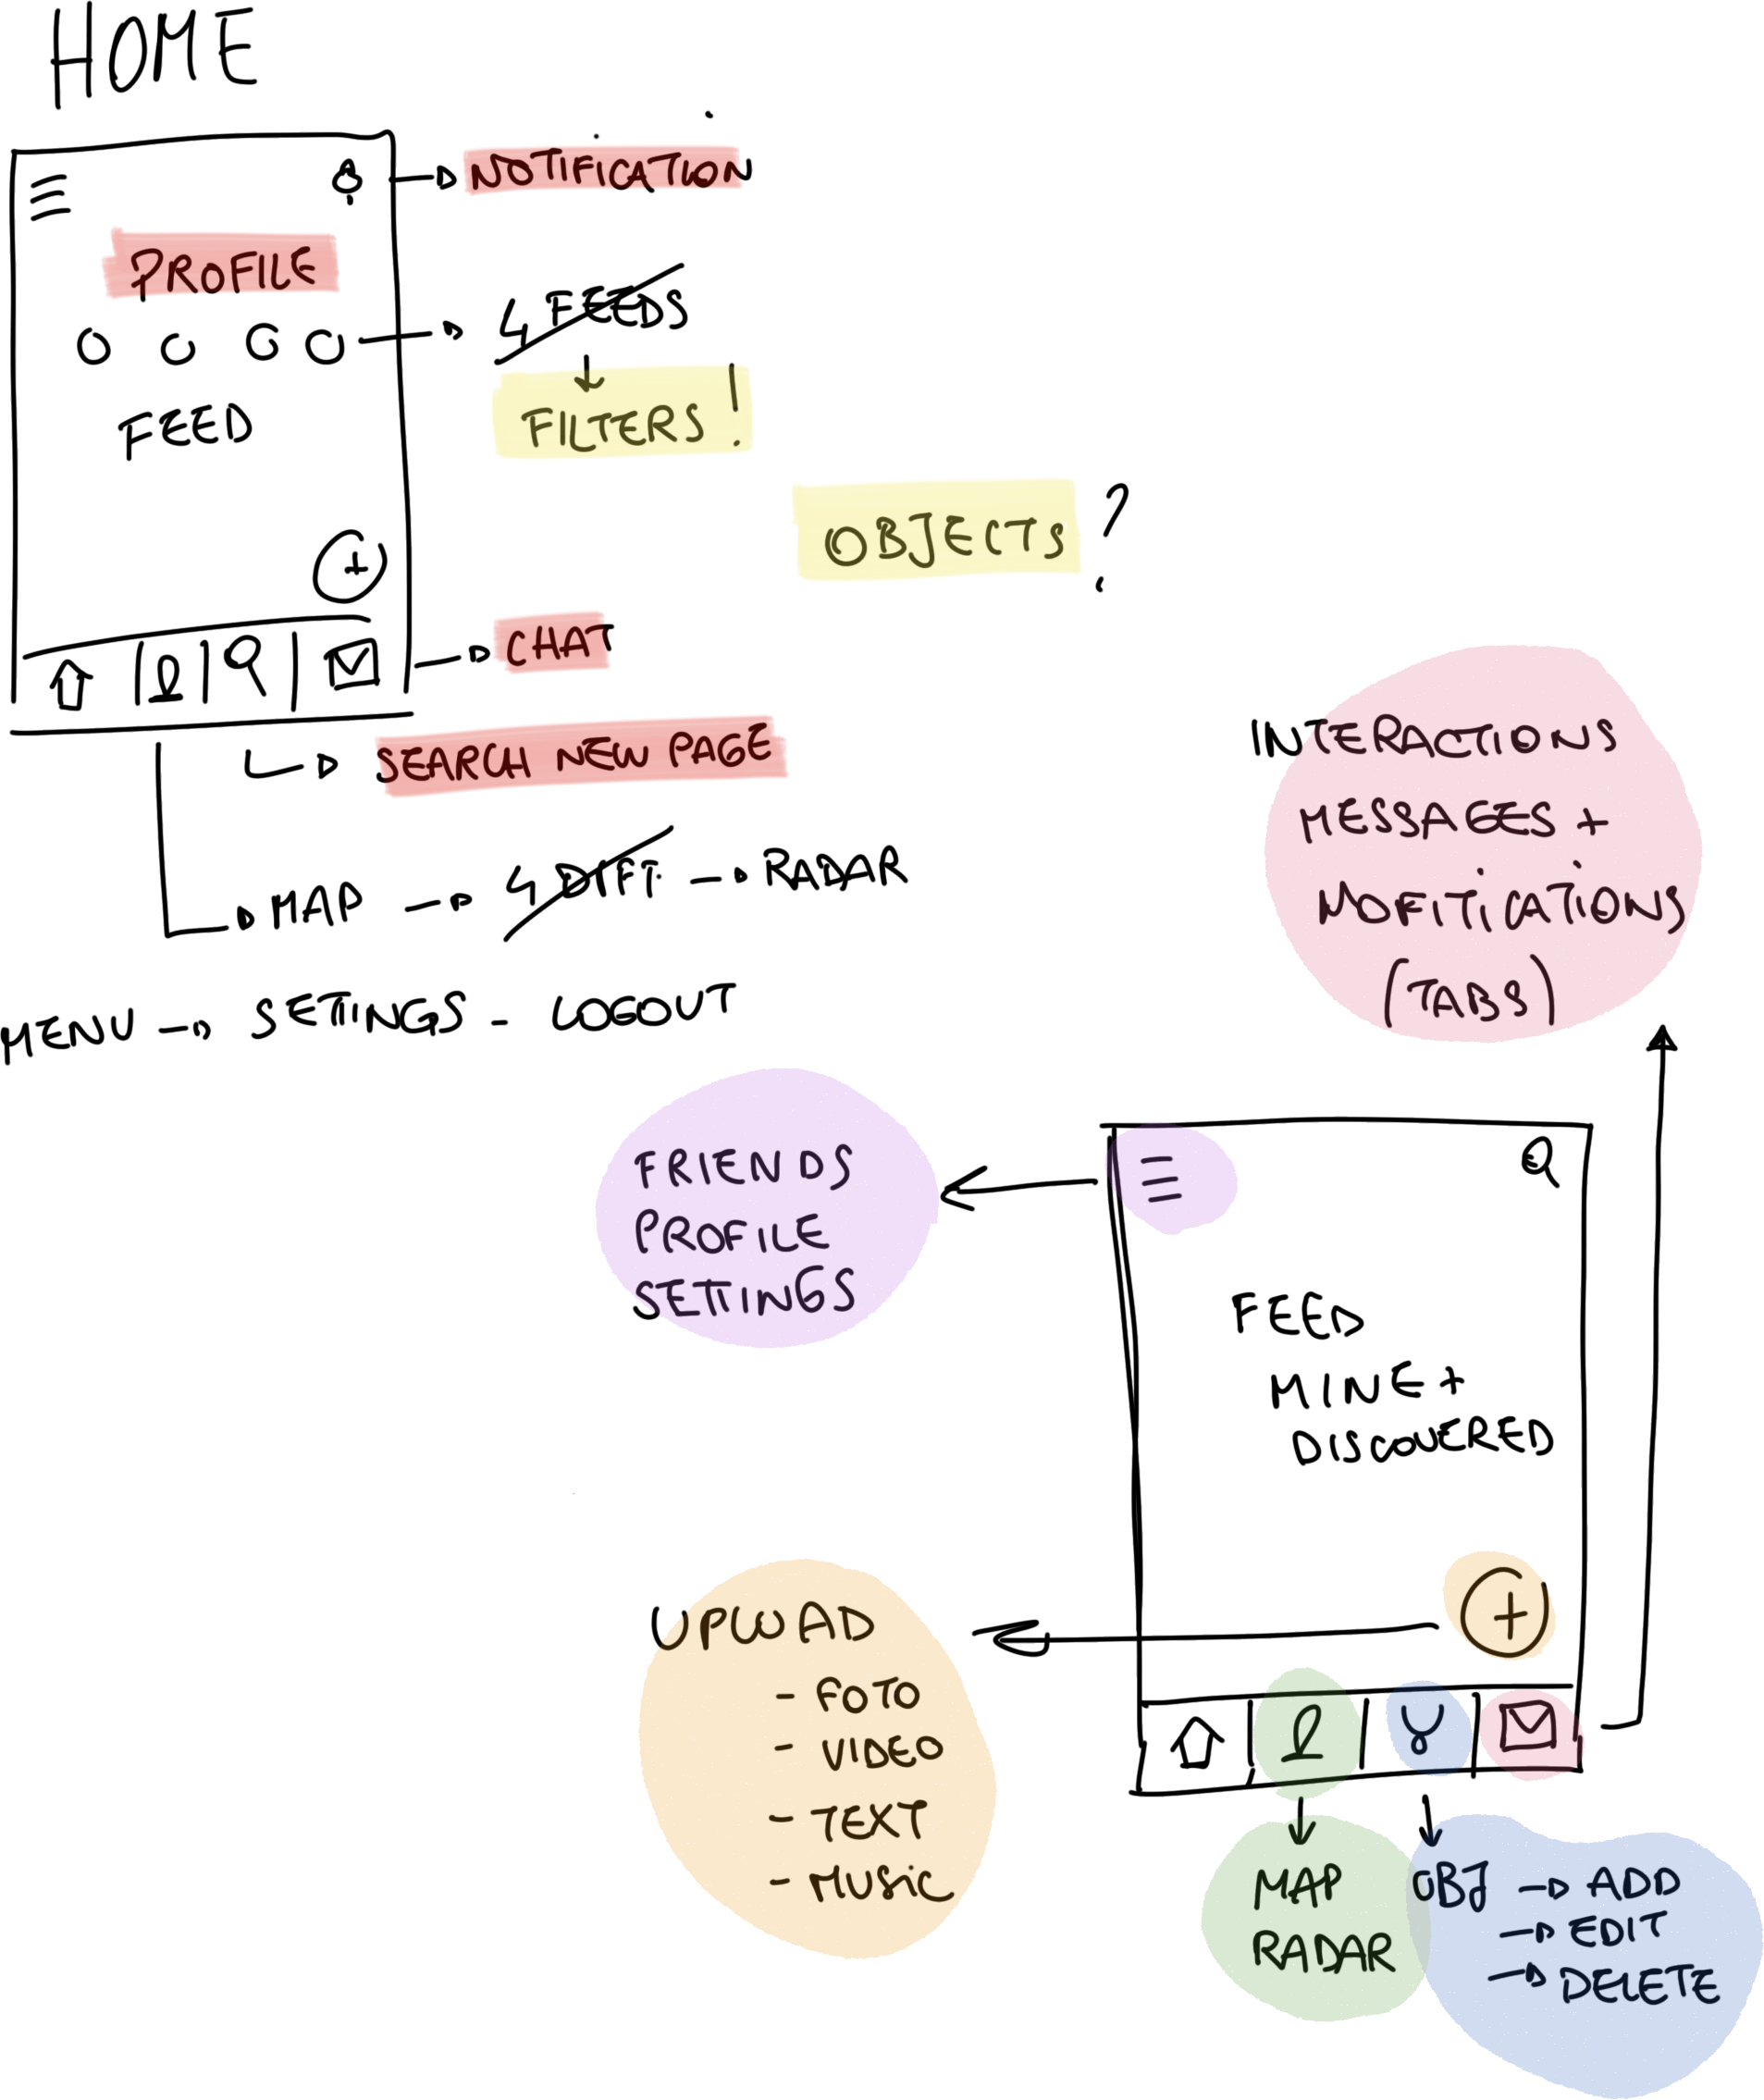 HOME
NOTIFICATION
PROFILE
4 FEEDS
FILTERS!
FEED
OBJECTS?
+
CHAT
SEARCH NEW PAGE
MAP → 4 DIFF. → RADAR
MENU → SETTINGS - LOGOUT
INTERACTIONS
MESSAGES +
NOFITICATIONS
(TABS)
FRIENDS
PROFILE
SETTINGS
FEED
MINE +
DISCOVERED
+
UPLOAD
- FOTO
- VIDEO
- TEXT
- MUSIC
MAP
RADAR
OBJ → ADD
→ EDIT
→ DELETE